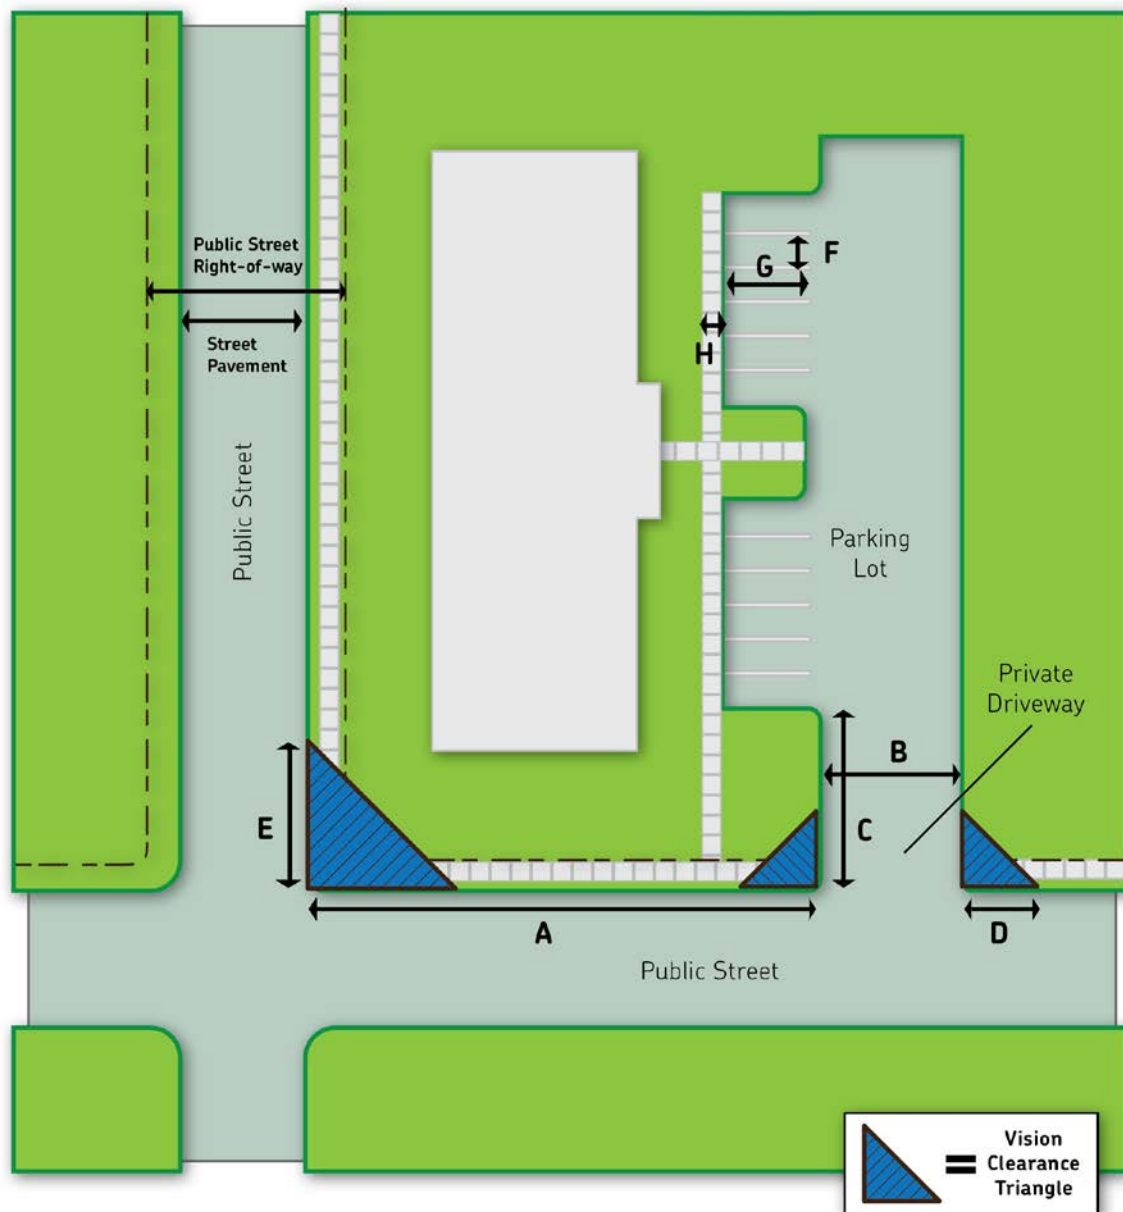 Public Street
Right-of-way
Street
Pavement
Public Street
F
G
H
Parking
Lot
Private
Driveway
B
E
C
A
D
Public Street
=
Vision
Clearance
Triangle